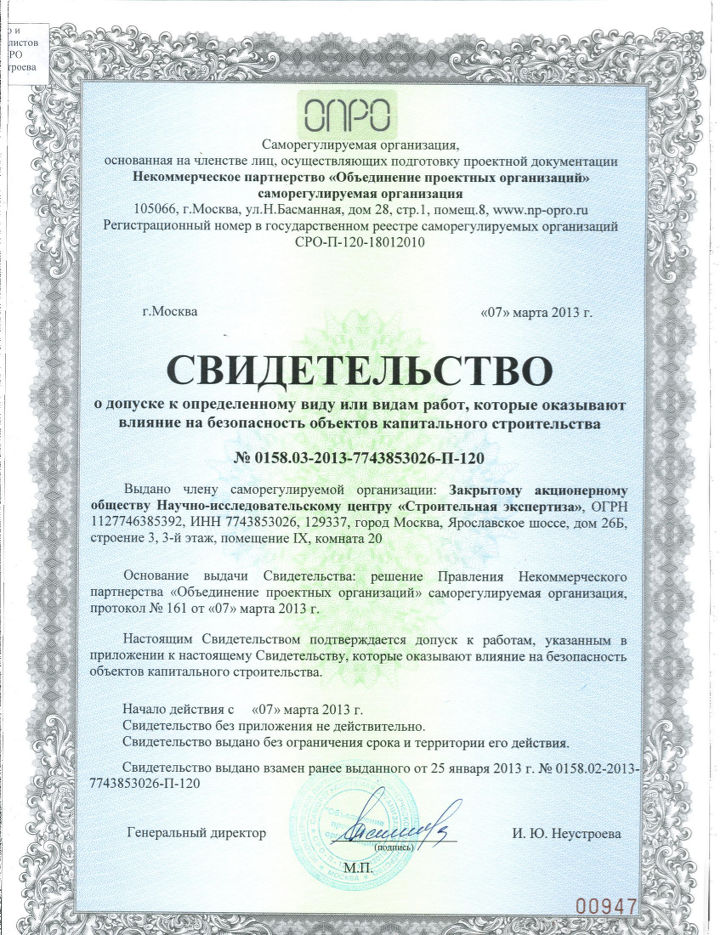 р и
листов
РО
строева
ОПРО
Саморегулируемая организация,
основанная на членстве лиц, осуществляющих подготовку проектной документации
Некоммерческое партнерство «Объединение проектных организаций»
саморегулируемая организация
105066, г.Москва, ул.Н.Басманная, дом 28, стр.1, помещ.8, www.np-opro.ru
Регистрационный номер в государственном реестре саморегулируемых организаций
СРО-П-120-18012010
г.Москва «07» марта 2013 г.
СВИДЕТЕЛЬСТВО
о допуске к определенному виду или видам работ, которые оказывают
влияние на безопасность объектов капитального строительства
№ 0158.03-2013-7743853026-П-120
Выдано члену саморегулируемой организации: Закрытому акционерному
обществу Научно-исследовательскому центру «Строительная экспертиза», ОГРН
1127746385392, ИНН 7743853026, 129337, город Москва, Ярославское шоссе, дом 26Б,
строение 3, 3-й этаж, помещение IX, комната 20
Основание выдачи Свидетельства: решение Правления Некоммерческого
партнерства «Объединение проектных организаций» саморегулируемая организация,
протокол № 161 от «07» марта 2013 г.
Настоящим Свидетельством подтверждается допуск к работам, указанным в
приложении к настоящему Свидетельству, которые оказывают влияние на безопасность
объектов капитального строительства.
Начало действия с «07» марта 2013 г.
Свидетельство без приложения не действительно.
Свидетельство выдано без ограничения срока и территории его действия.
Свидетельство выдано взамен ранее выданного от 25 января 2013 г. № 0158.02-2013-
7743853026-П-120
Генеральный директор И. Ю. Неустроева
(подпись)
М.П.
"Объединение
МОСКВА
00947